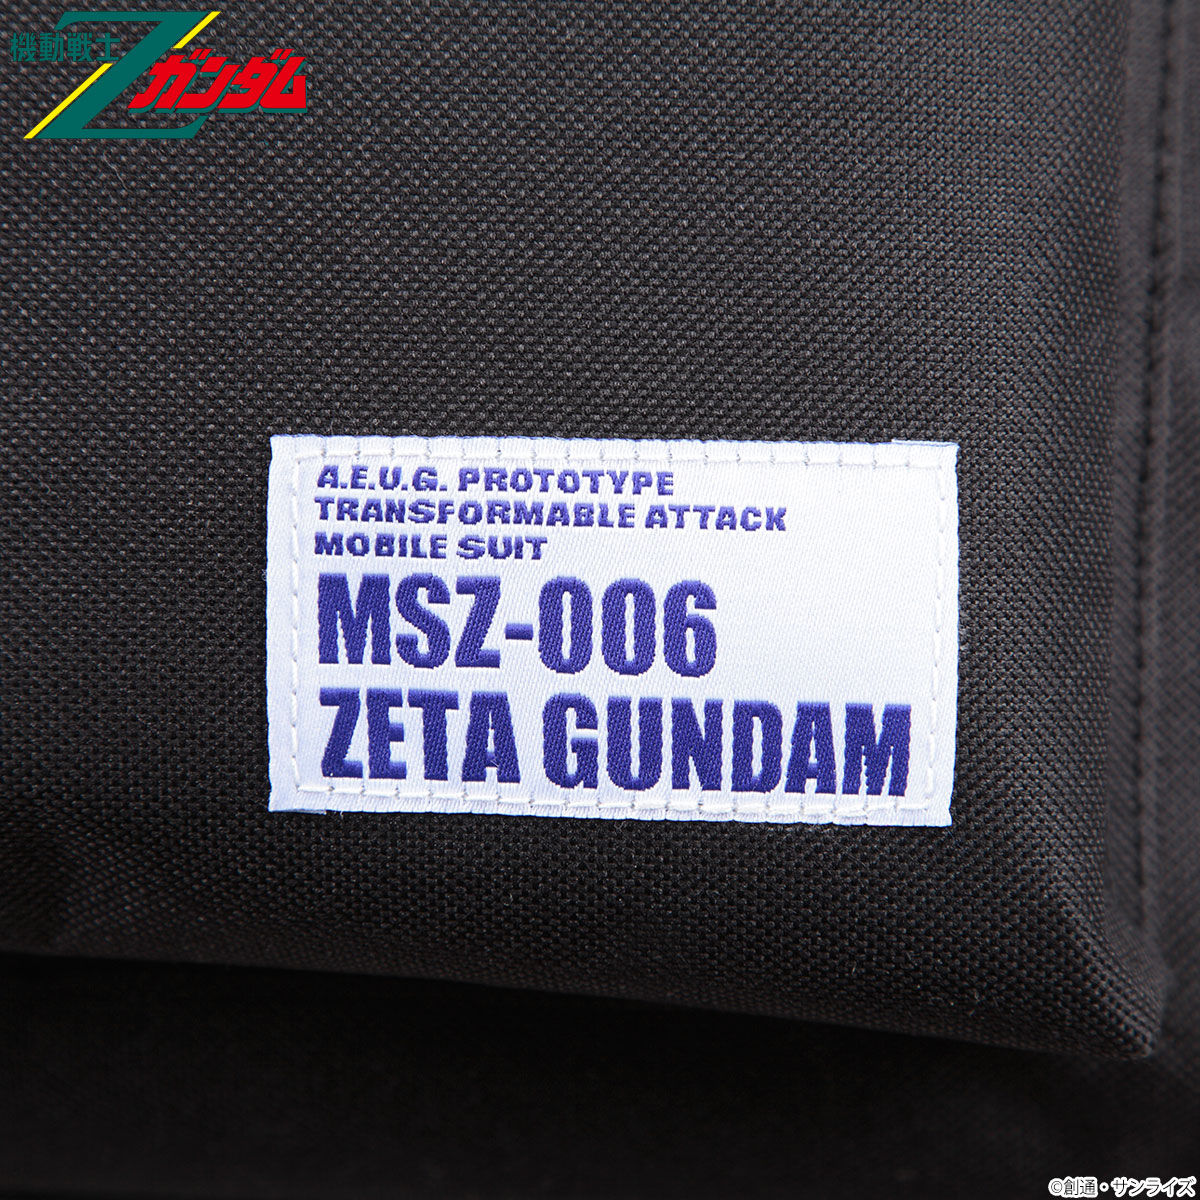 機動戦士Ζガンダム
A.E.U.G. PROTOTYPE
TRANSFORMABLE ATTACK
MOBILE SUIT
MSZ-006
ZETA GUNDAM
©創通・サンライズ